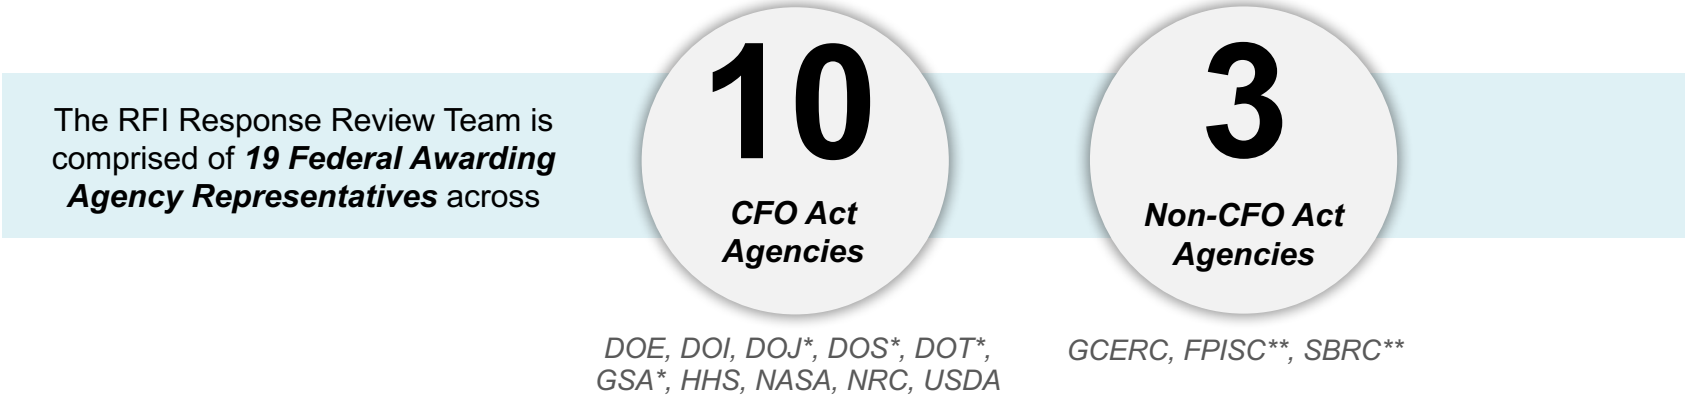 The RFI Response Review Team is
comprised of 19 Federal Awarding
Agency Representatives across
10
CFO Act
Agencies
DOE, DOI, DOJ*, DOS*, DOT*,
GSA*, HHS, NASA, NRC, USDA
3
Non-CFO Act
Agencies
GCERC, FPISC**, SBRC**